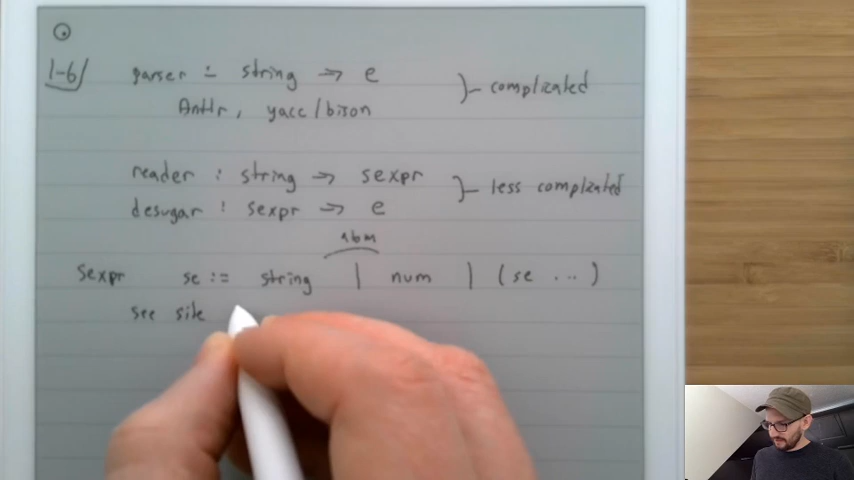 1-6/ parser : string → e } complicated
Antlr, yacc/bison
reader : string → sexpr } less complicated
desugar : sexpr → e
atom
sexpr se := string | num | (se ...)
see site